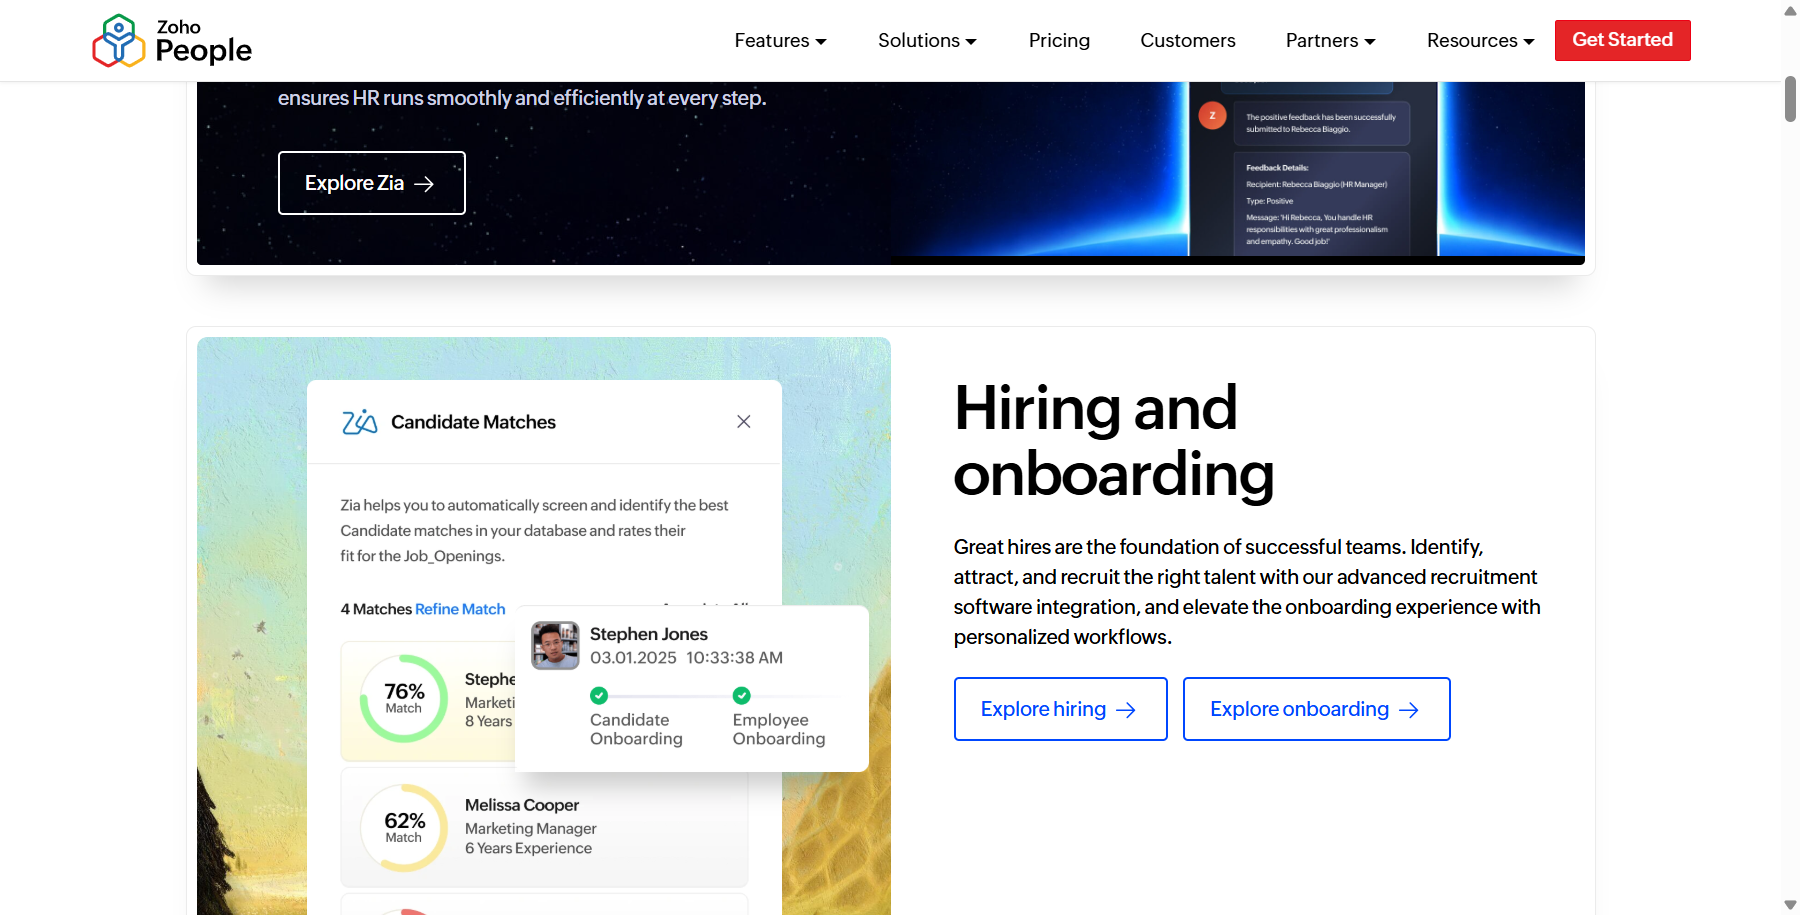 Zoho
People
Features
Solutions
Pricing
Customers
Partners
Resources
Get Started
ensures HR runs smoothly and efficiently at every step.
Explore Zia
Z
The positive feedback has been successfully
submitted to Rebecca Biaggio.
Feedback Details:
Recipient: Rebecca Biaggio (HR Manager)
Type: Positive
Message: 'Hi Rebecca, You handle HR
responsibilities with great professionalism
and empathy. Good job!'
Zia
Candidate Matches
Zia helps you to automatically screen and identify the best
Candidate matches in your database and rates their
fit for the Job_Openings.
4 Matches Refine Match
Stephen Jones
03.01.2025 10:33:38 AM
Candidate
Onboarding
Employee
Onboarding
76%
Match
Stephe
Marketi
8 Years
62%
Match
Melissa Cooper
Marketing Manager
6 Years Experience
Hiring and
onboarding
Great hires are the foundation of successful teams. Identify,
attract, and recruit the right talent with our advanced recruitment
software integration, and elevate the onboarding experience with
personalized workflows.
Explore hiring
Explore onboarding